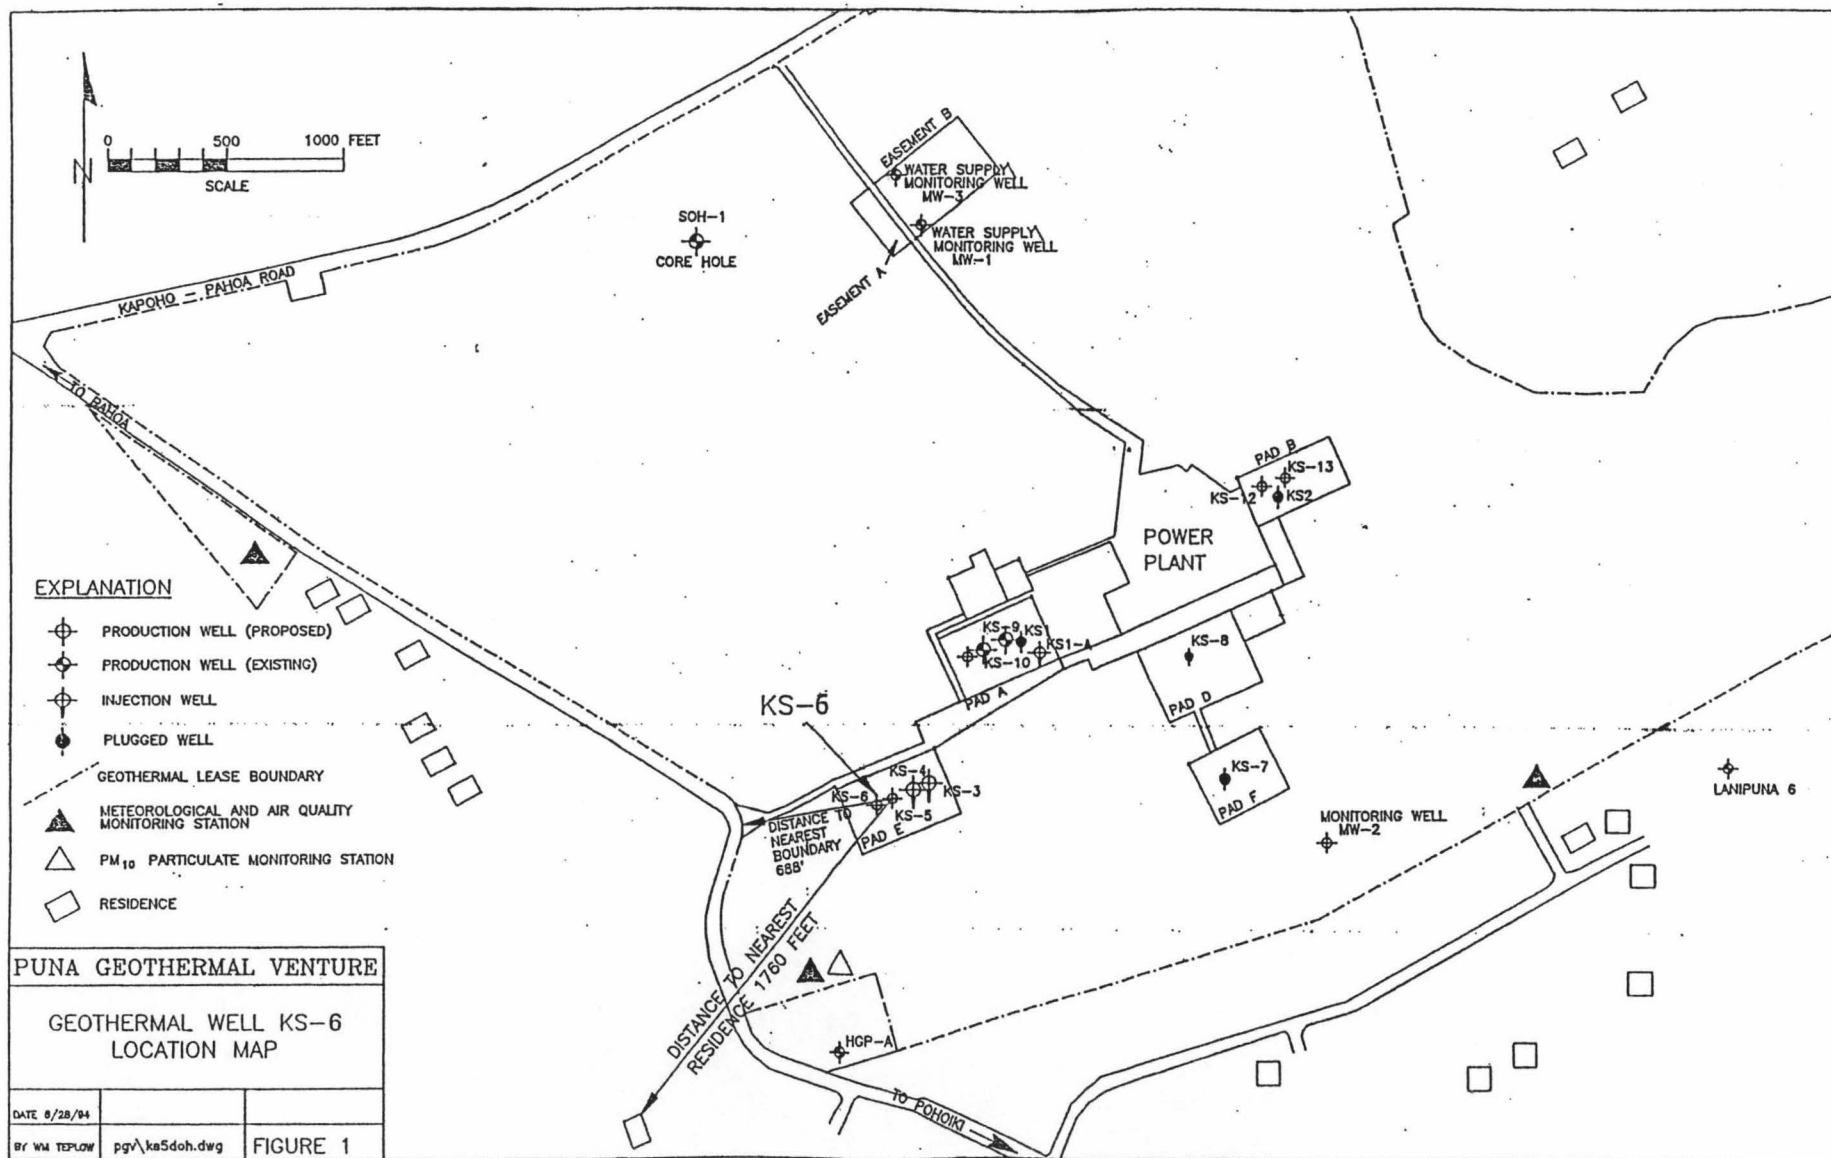 N
0 500 1000 FEET
SCALE
KAPOHO - PAHOA ROAD
TO PAHOA
SOH-1
CORE HOLE
EASEMENT B
WATER SUPPLY\
MONITORING WELL
MW-3
WATER SUPPLY\
MONITORING WELL
MW-1
EASEMENT A
PAD B
KS-13
KS-12
KS2
POWER
PLANT
KS-9
KS1
KS1-A
KS-10
PAD A
KS-8
PAD D
KS-7
PAD F
KS-6
KS-4
KS-3
KS-6
KS-5
PAD E
DISTANCE TO
NEAREST
BOUNDARY
688'
DISTANCE TO NEAREST
RESIDENCE 1760 FEET
HGP-A
TO POHOIKI
MONITORING WELL
MW-2
LANIPUNA 6
EXPLANATION
PRODUCTION WELL (PROPOSED)
PRODUCTION WELL (EXISTING)
INJECTION WELL
PLUGGED WELL
GEOTHERMAL LEASE BOUNDARY
METEOROLOGICAL AND AIR QUALITY
MONITORING STATION
PM10 PARTICULATE MONITORING STATION
RESIDENCE
PUNA GEOTHERMAL VENTURE
GEOTHERMAL WELL KS-6
LOCATION MAP
DATE 6/28/94
BY WM TEPLOW
pgv\ks5doh.dwg
FIGURE 1